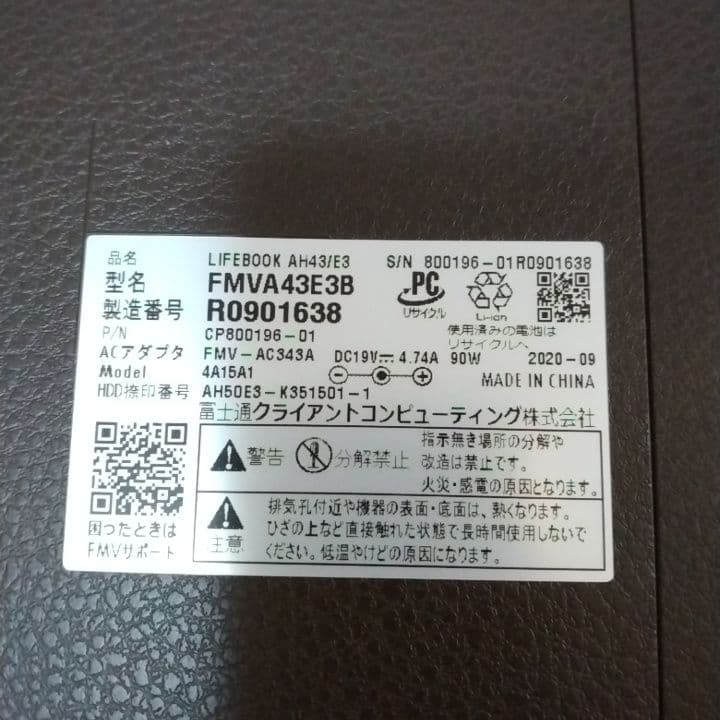 品名 LIFEBOOK AH43/E3 S/N 800196-01R0901638
型名 FMVA43E3B
製造番号 R0901638
PC
リサイクル
Li-ion
使用済みの電池は
リサイクルへ
P/N CP800196-01
ACアダプタ FMV-AC343A DC19V 4.74A 90W 2020-09
Model 4A15A1 MADE IN CHINA
HDD捺印番号 AH50E3-K351501-1
富士通クライアントコンピューティング株式会社
警告 分解禁止
指示無き場所の分解や
改造は禁止です。
火災・感電の原因となります。
注意
排気孔付近や機器の表面・底面は、熱くなります。
ひざの上など直接触れた状態で長時間使用しないで
ください。低温やけどの原因になります。
困ったときは
FMVサポート